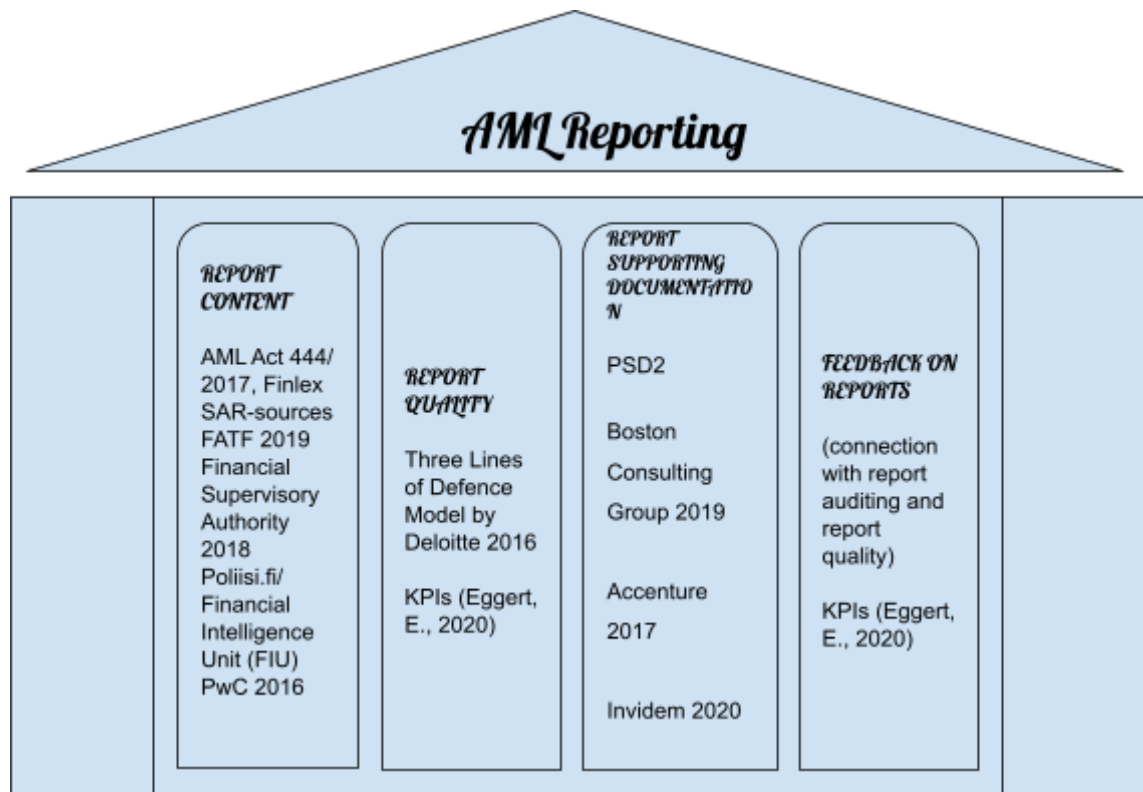 AML Reporting
REPORT
CONTENT
AML Act 444/
2017, Finlex
SAR-sources
FATF 2019
Financial
Supervisory
Authority
2018
Poliisi.fi/
Financial
Intelligence
Unit (FIU)
PwC 2016
REPORT
QUALITY
Three Lines
of Defence
Model by
Deloitte 2016
KPIs (Eggert,
E., 2020)
REPORT
SUPPORTING
DOCUMENTATIO
N
PSD2
Boston
Consulting
Group 2019
Accenture
2017
Invidem 2020
FEEDBACK ON
REPORTS
(connection
with report
auditing and
report
quality)
KPIs (Eggert,
E., 2020)